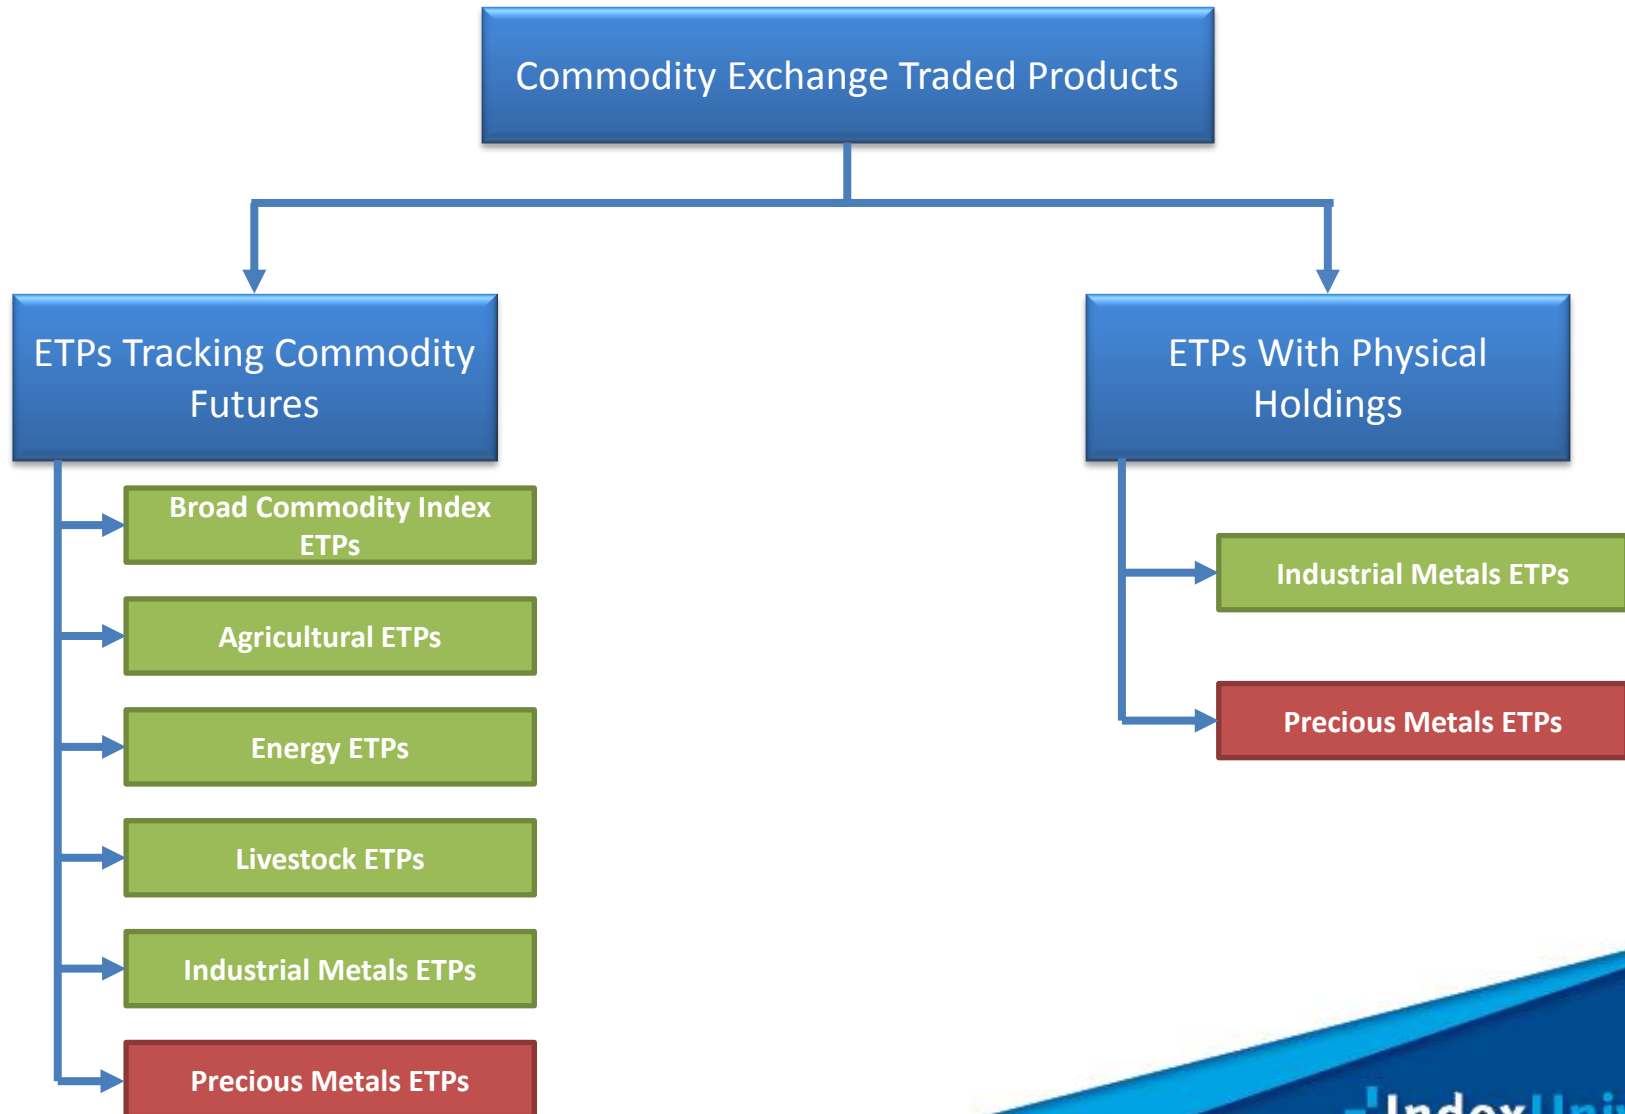 Commodity Exchange Traded Products
ETPs Tracking Commodity
Futures
Broad Commodity Index
ETPs
Agricultural ETPs
Energy ETPs
Livestock ETPs
Industrial Metals ETPs
Precious Metals ETPs
ETPs With Physical
Holdings
Industrial Metals ETPs
Precious Metals ETPs